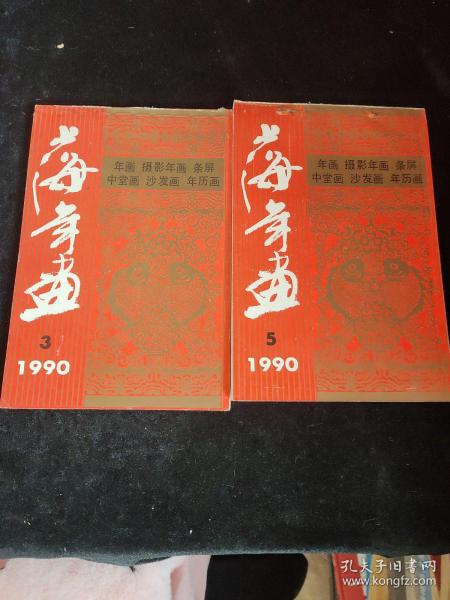 上海年画
年画 摄影年画 条屏
中堂画 沙发画 年历画
3
1990
上海年画
年画 摄影年画 条屏
中堂画 沙发画 年历画
5
1990
孔夫子旧书网
www.kongfz.com